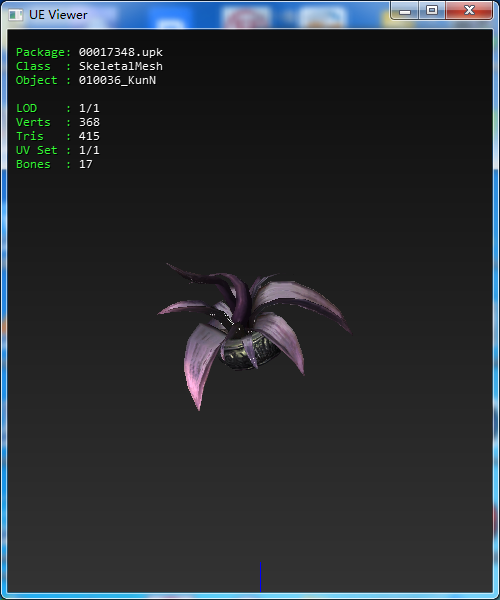 UE Viewer
Package: 00017348.upk
Class : SkeletalMesh
Object : 010036_KunN
LOD : 1/1
Verts : 368
Tris : 415
UV Set : 1/1
Bones : 17